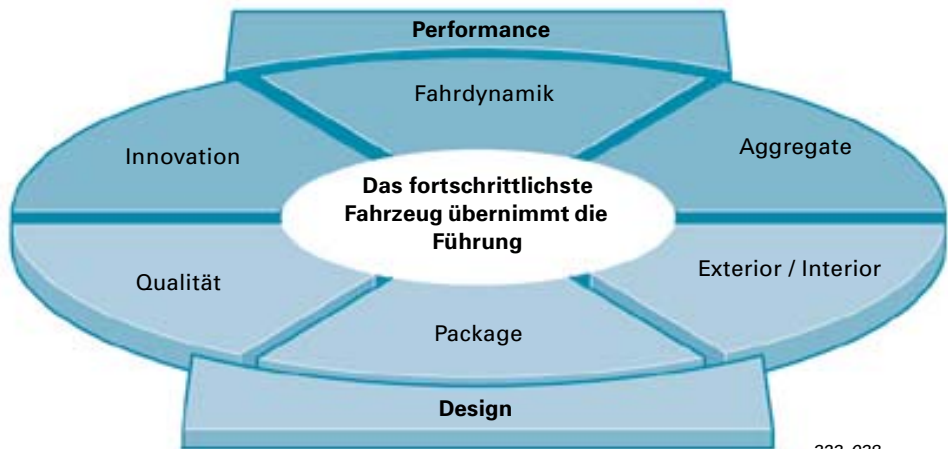 Performance
Fahrdynamik
Innovation
Aggregate
Das fortschrittlichste
Fahrzeug übernimmt die
Führung
Qualität
Exterior / Interior
Package
Design